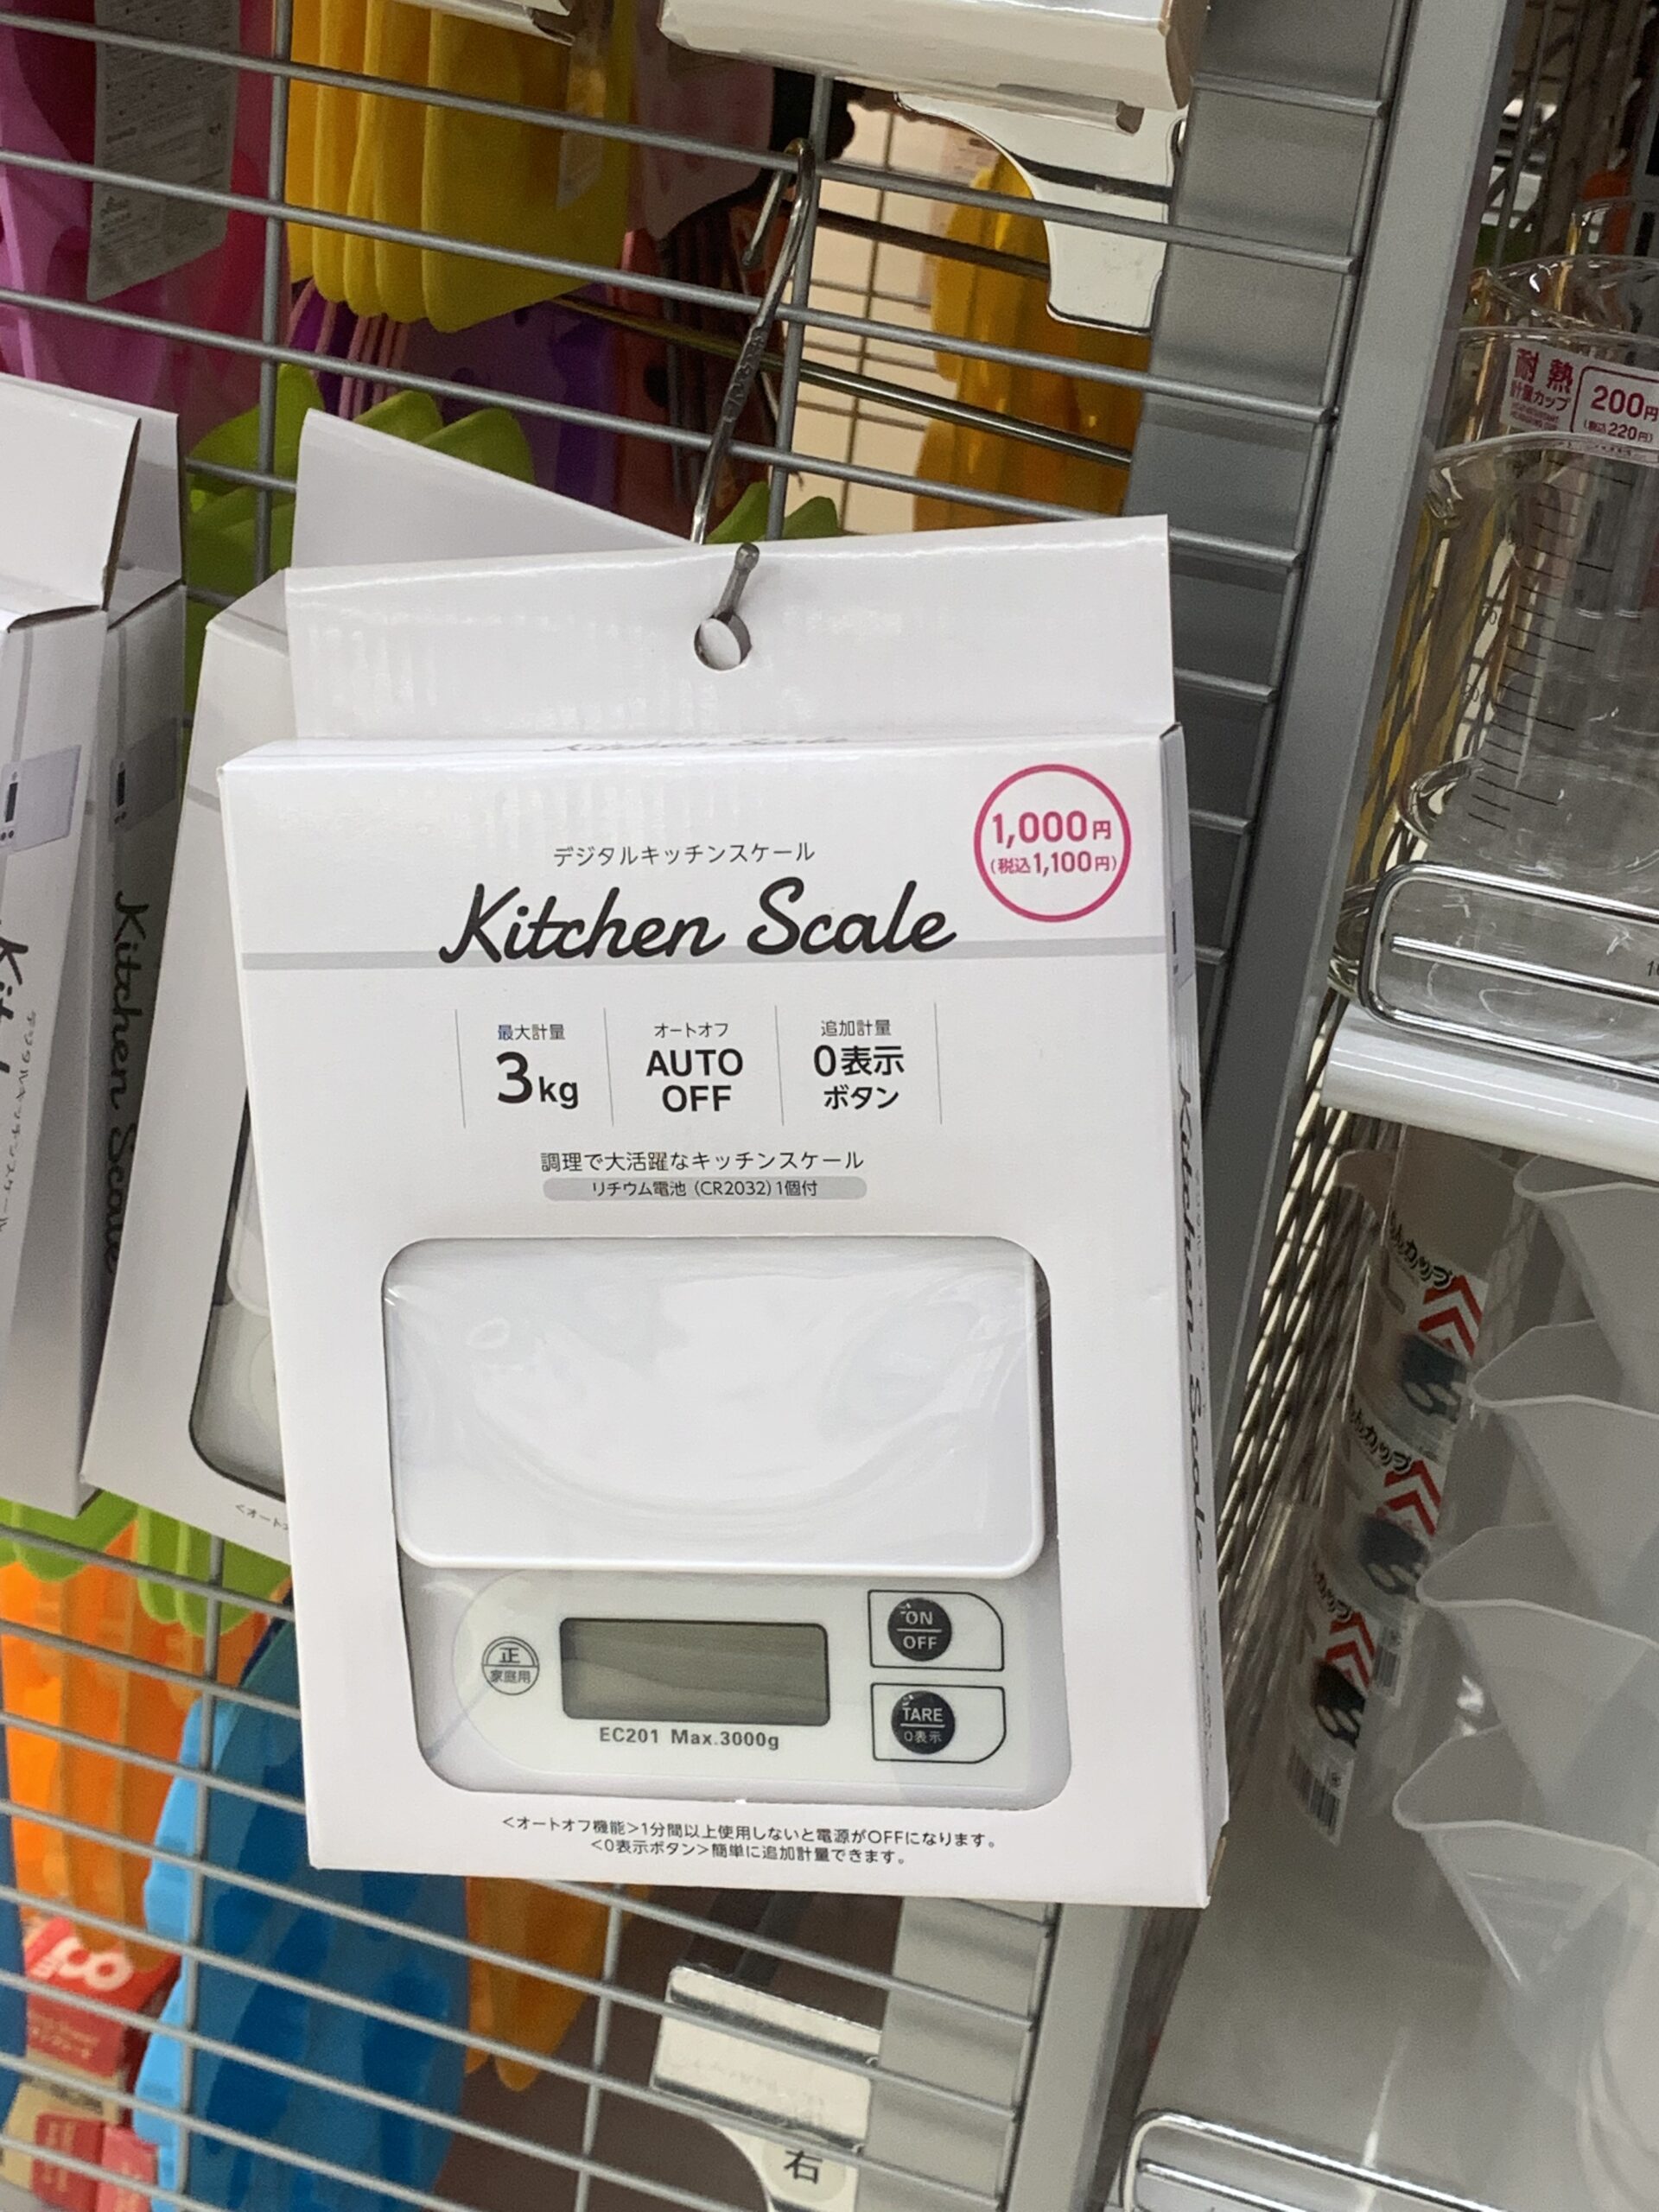 デジタルキッチンスケール
Kitchen Scale
1,000円
(税込1,100円)
最大計量
3kg
オートオフ
AUTO
OFF
追加計量
0表示
ボタン
調理で大活躍なキッチンスケール
リチウム電池 (CR2032) 1個付
正
家庭用
EC201 Max.3000g
ON
OFF
TARE
0表示
<オートオフ機能>1分間以上使用しないと電源がOFFになります。
<0表示ボタン>簡単に追加計量できます。
Kitchen Scale
Kitchen Scale
<オート
耐熱
計量カップ
200円
(税込220円)
右